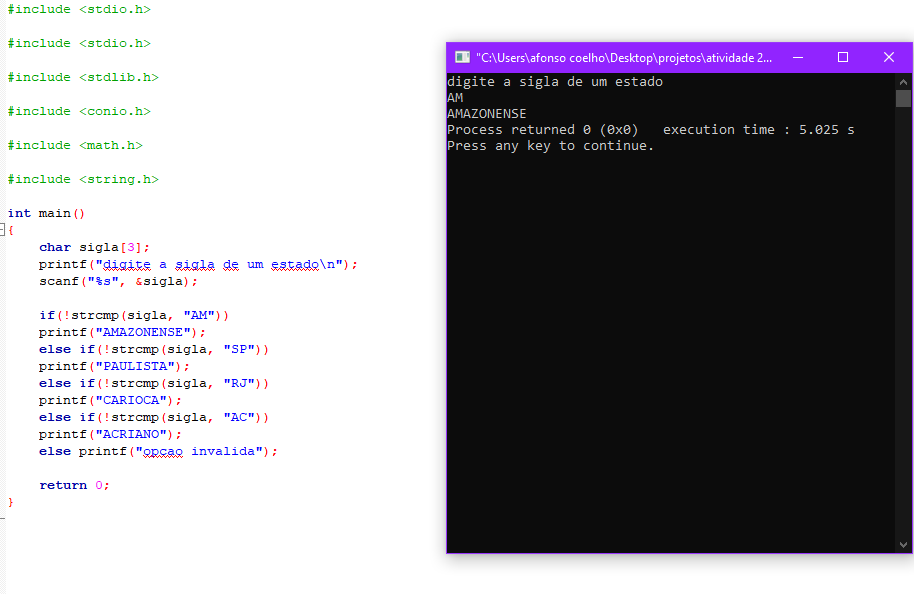 #include <stdio.h>
#include <stdio.h>
#include <stdlib.h>
#include <conio.h>
#include <math.h>
#include <string.h>
int main()
{
char sigla[3];
printf("digite a sigla de um estado\n");
scanf("%s", &sigla);
if(!strcmp(sigla, "AM"))
printf("AMAZONENSE");
else if(!strcmp(sigla, "SP"))
printf("PAULISTA");
else if(!strcmp(sigla, "RJ"))
printf("CARIOCA");
else if(!strcmp(sigla, "AC"))
printf("ACRIANO");
else printf("opcao invalida");
return 0;
}
"C:\Users\afonso coelho\Desktop\projetos\atividade 2...
digite a sigla de um estado
AM
AMAZONENSE
Process returned 0 (0x0)   execution time : 5.025 s
Press any key to continue.